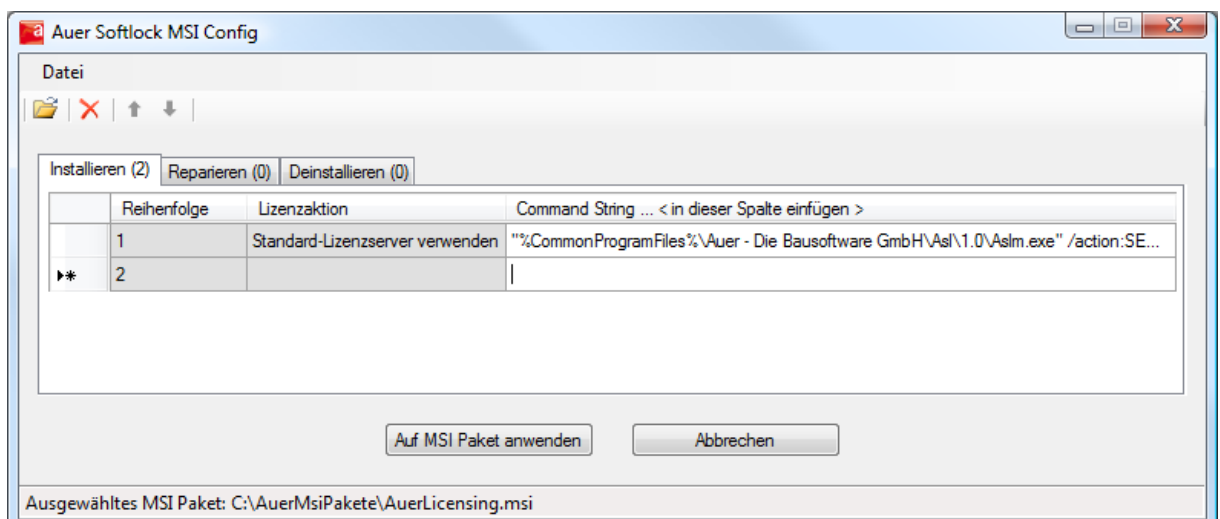 Auer Softlock MSI Config
Datei
Installieren (2) Reparieren (0) Deinstallieren (0)
Reihenfolge Lizenzaktion Command String ... < in dieser Spalte einfügen >
1 Standard-Lizenzserver verwenden "%CommonProgramFiles%\Auer - Die Bausoftware GmbH\Asl\1.0\Aslm.exe" /action:SE...
2
Auf MSI Paket anwenden Abbrechen
Ausgewähltes MSI Paket: C:\AuerMsiPakete\AuerLicensing.msi